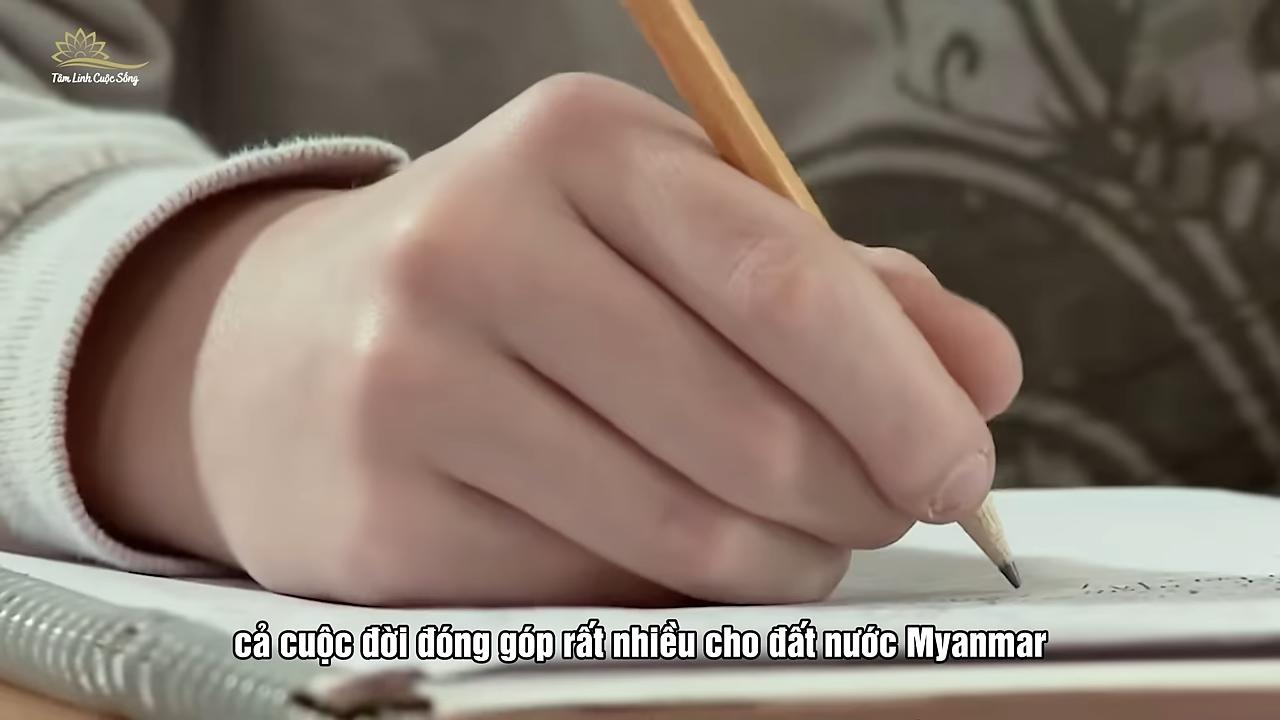 Tâm Linh Cuộc Sống
cả cuộc đời đóng góp rất nhiều cho đất nước Myanmar